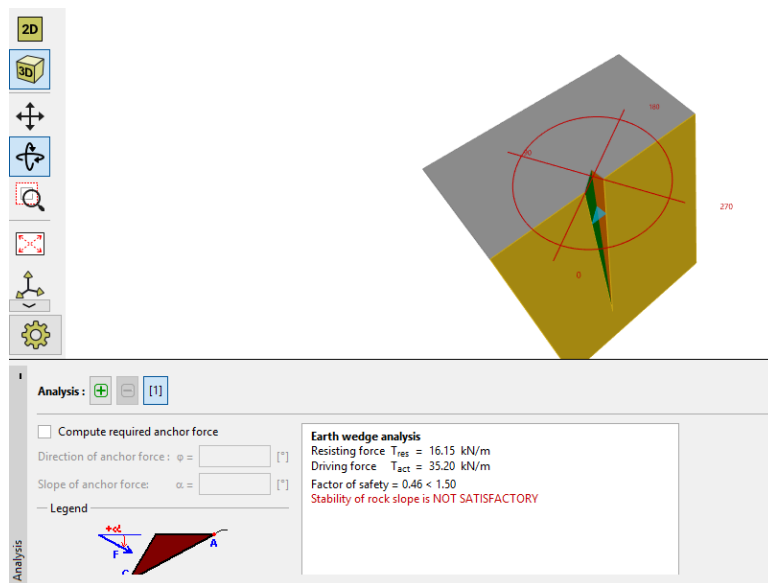 2D
3D
180
90
270
0
Analysis : [1]
Compute required anchor force
Direction of anchor force : φ = [°]
Slope of anchor force: α = [°]
Legend
+α
F
A
C
Earth wedge analysis
Resisting force Tres = 16.15 kN/m
Driving force Tact = 35.20 kN/m
Factor of safety = 0.46 < 1.50
Stability of rock slope is NOT SATISFACTORY
Analysis